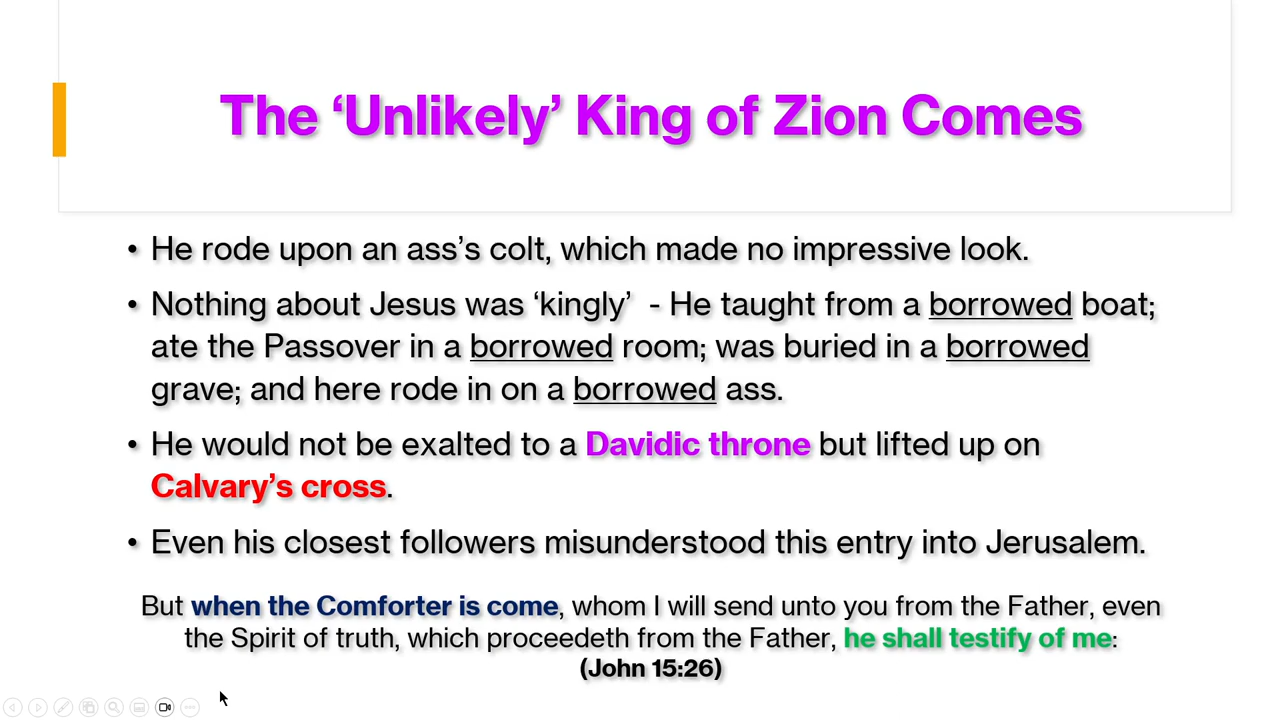 The ‘Unlikely’ King of Zion Comes
• He rode upon an ass’s colt, which made no impressive look.
• Nothing about Jesus was ‘kingly’  - He taught from a borrowed boat;
ate the Passover in a borrowed room; was buried in a borrowed
grave; and here rode in on a borrowed ass.
• He would not be exalted to a Davidic throne but lifted up on
Calvary’s cross.
• Even his closest followers misunderstood this entry into Jerusalem.
But when the Comforter is come, whom I will send unto you from the Father, even
the Spirit of truth, which proceedeth from the Father, he shall testify of me:
(John 15:26)